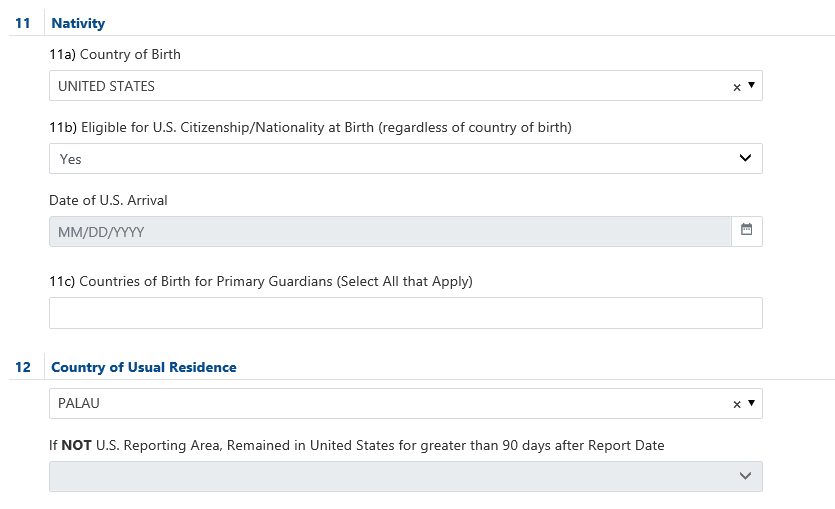 11 Nativity
11a) Country of Birth
UNITED STATES
11b) Eligible for U.S. Citizenship/Nationality at Birth (regardless of country of birth)
Yes
Date of U.S. Arrival
MM/DD/YYYY
11c) Countries of Birth for Primary Guardians (Select All that Apply)
12 Country of Usual Residence
PALAU
If NOT U.S. Reporting Area, Remained in United States for greater than 90 days after Report Date